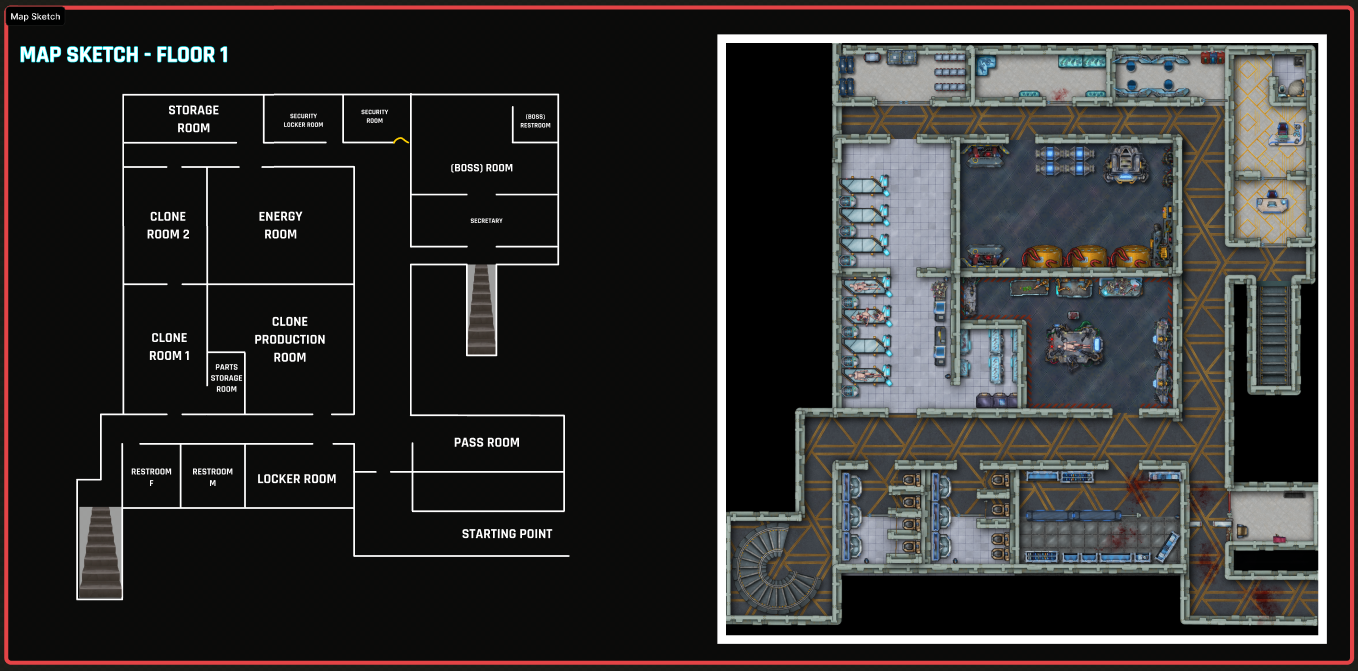 Map Sketch
MAP SKETCH - FLOOR 1
STORAGE
ROOM
SECURITY
LOCKER ROOM
SECURITY
ROOM
(BOSS)
RESTROOM
(BOSS) ROOM
SECRETARY
CLONE
ROOM 2
ENERGY
ROOM
CLONE
ROOM 1
CLONE
PRODUCTION
ROOM
PARTS
STORAGE
ROOM
PASS ROOM
RESTROOM
F
RESTROOM
M
LOCKER ROOM
STARTING POINT